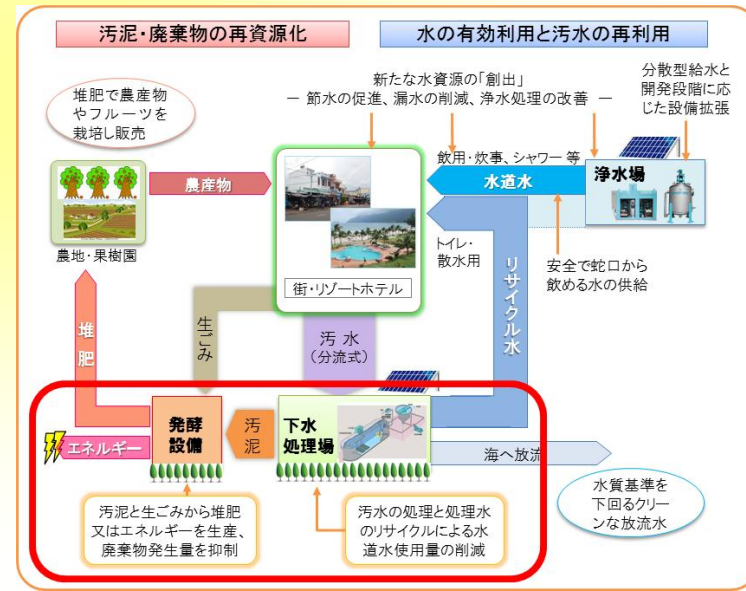 汚泥・廃棄物の再資源化
水の有効利用と汚水の再利用
堆肥で農産物
やフルーツを
栽培し販売
新たな水資源の「創出」
― 節水の促進、漏水の削減、浄水処理の改善 ―
分散型給水と
開発段階に応
じた設備拡張
農産物
飲用・炊事、シャワー 等
水道水
浄水場
農地・果樹園
トイレ・
散水用
安全で蛇口から
飲める水の供給
街・リゾートホテル
リサイクル水
生ごみ
汚 水
(分流式)
堆肥
エネルギー
発酵
設備
汚泥
下水
処理場
海へ放流
水質基準を
下回るクリー
ンな放流水
汚泥と生ごみから堆肥
又はエネルギーを生産、
廃棄物発生量を抑制
汚水の処理と処理水
のリサイクルによる水
道水使用量の削減